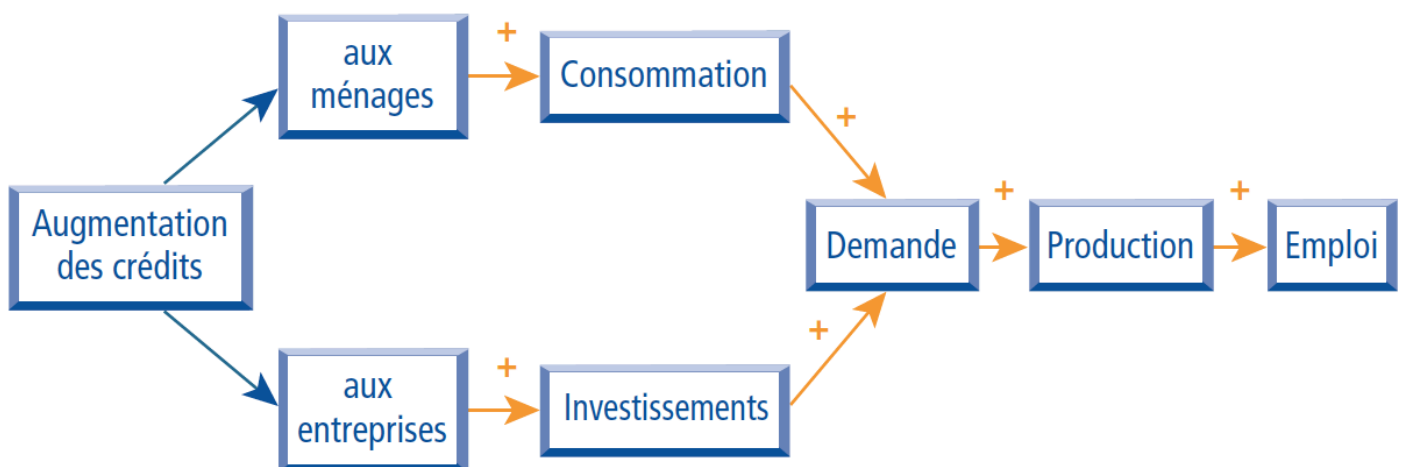 aux
ménages
+
Consommation
+
Augmentation
des crédits
Demande
+
Production
+
Emploi
aux
entreprises
+
Investissements
+